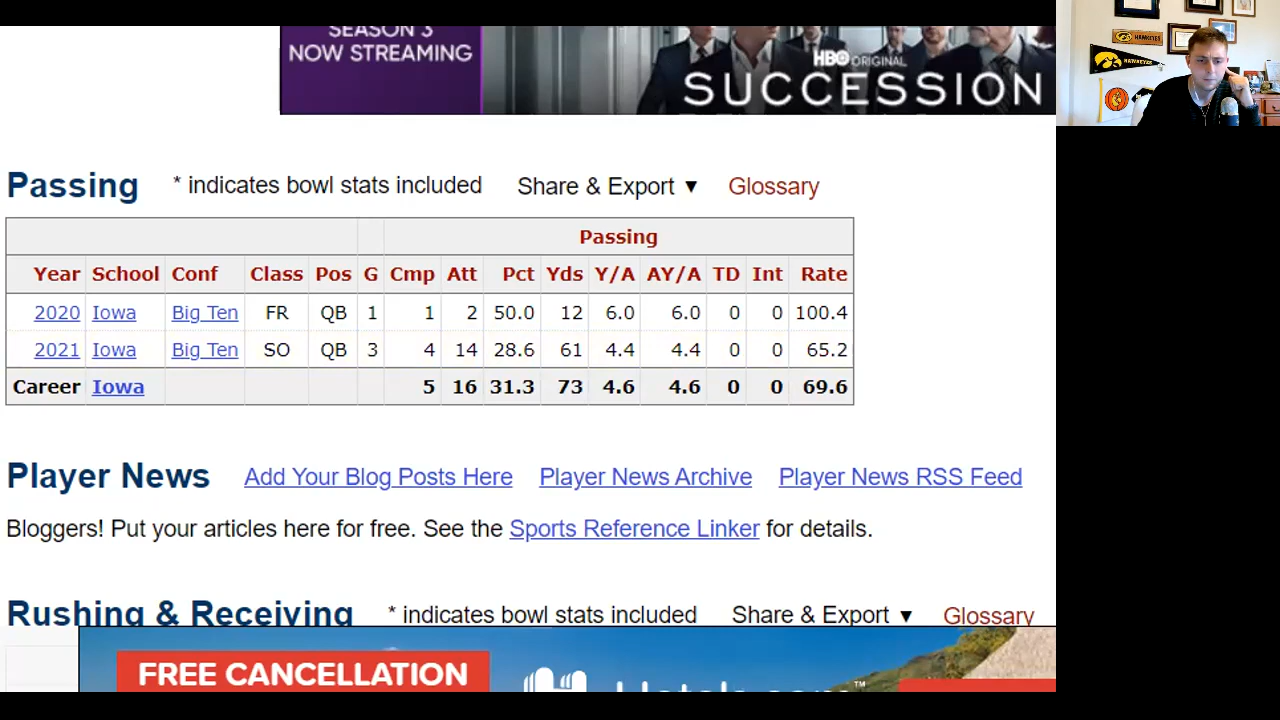 SEASON 3
NOW STREAMING
HBO ORIGINAL
SUCCESSION
HAWKEYES
HAWKEYES
Passing * indicates bowl stats included Share & Export ▼ Glossary
Passing
Year School Conf Class Pos G Cmp Att Pct Yds Y/A AY/A TD Int Rate
2020 Iowa Big Ten FR QB 1 1 2 50.0 12 6.0 6.0 0 0 100.4
2021 Iowa Big Ten SO QB 3 4 14 28.6 61 4.4 4.4 0 0 65.2
Career Iowa 5 16 31.3 73 4.6 4.6 0 0 69.6
Player News Add Your Blog Posts Here Player News Archive Player News RSS Feed
Bloggers! Put your articles here for free. See the Sports Reference Linker for details.
Rushing & Receiving * indicates bowl stats included Share & Export ▼ Glossary
FREE CANCELLATION
Hotels.com™